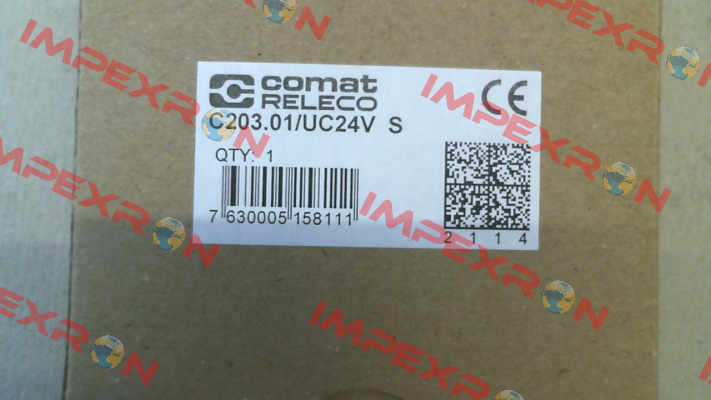 comat
RELECO
CE
C203.01/UC24V S
QTY: 1
7 630005 158111
2 1 1 4
IMPEXRON
IMPEXRON
IMPEXRON
IMPEXRON
IMPEXRON
IMPEXRON